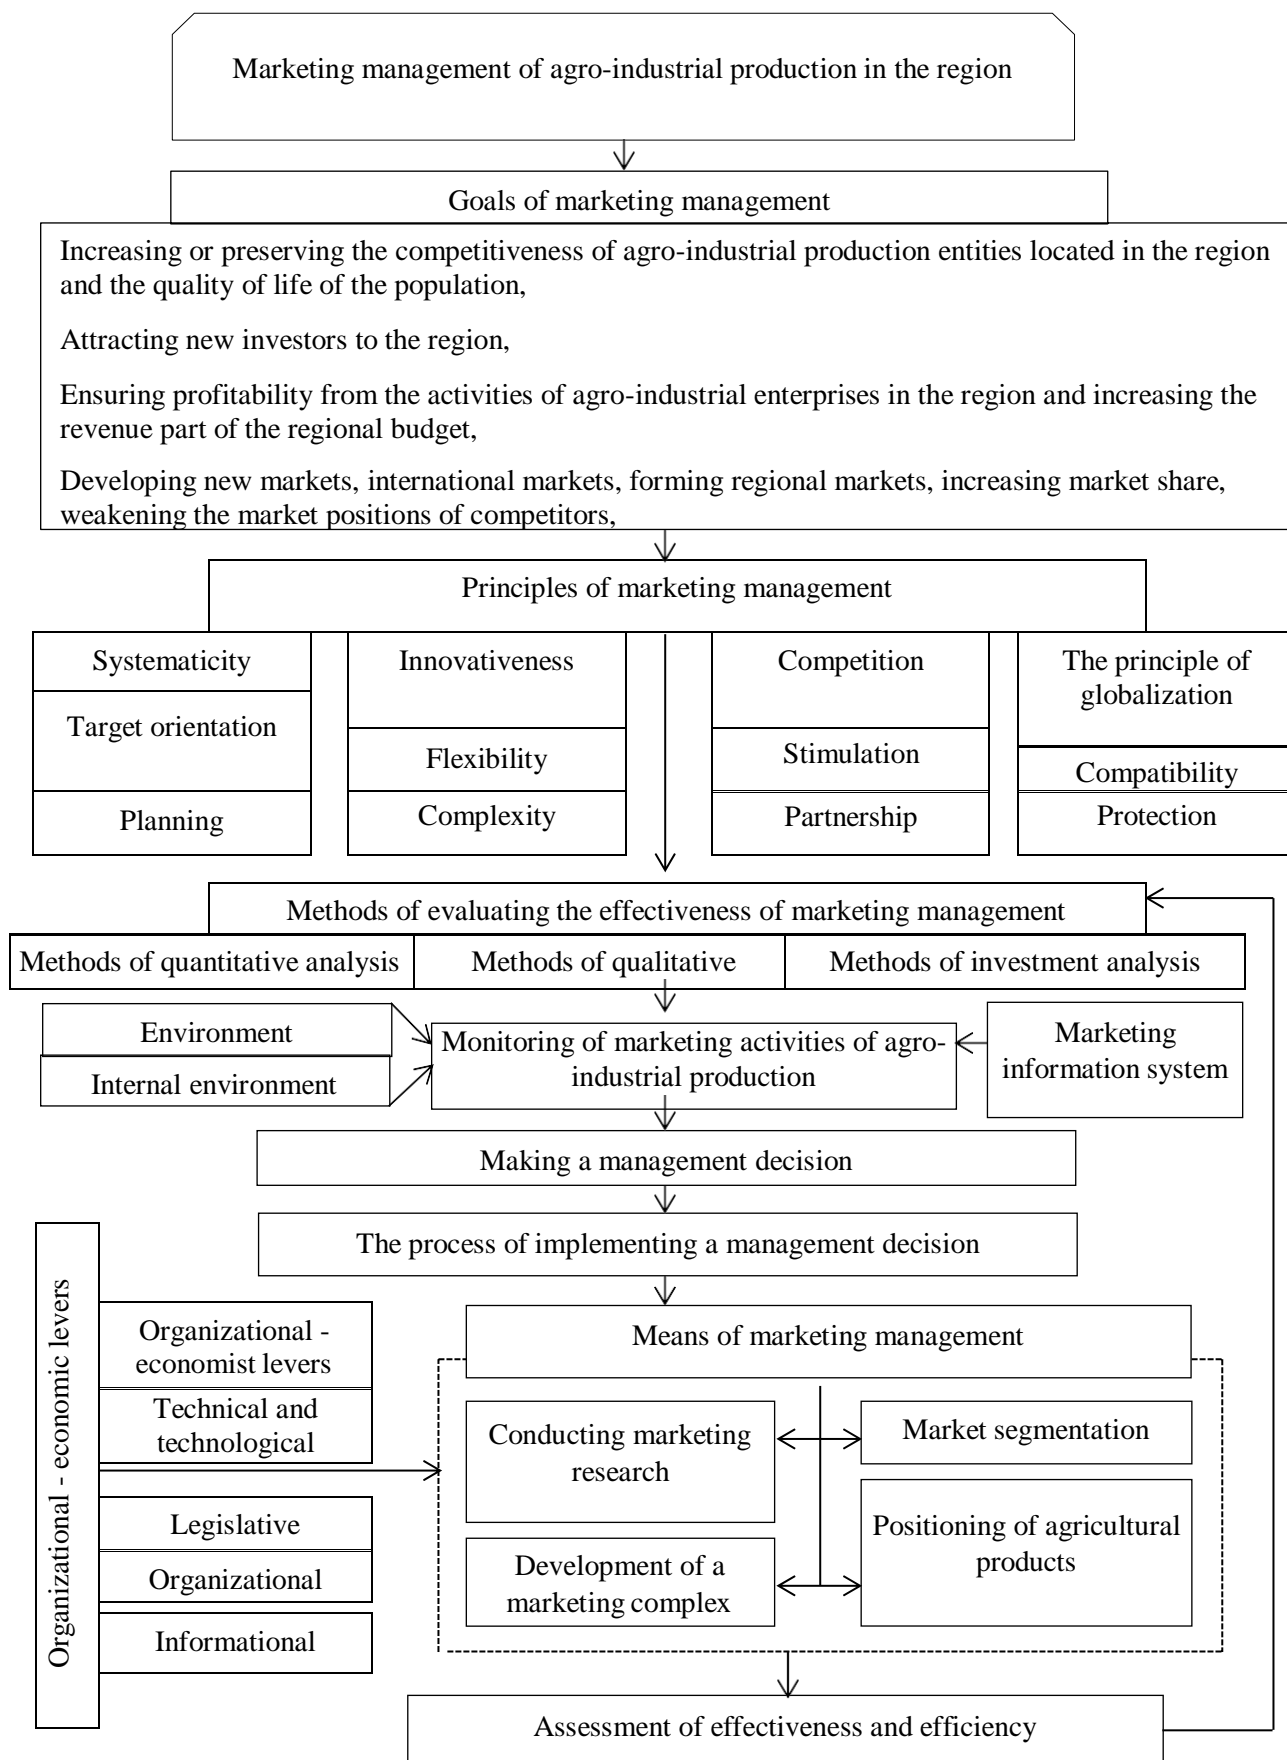 Marketing management of agro-industrial production in the region
Goals of marketing management
Increasing or preserving the competitiveness of agro-industrial production entities located in the region
and the quality of life of the population,
Attracting new investors to the region,
Ensuring profitability from the activities of agro-industrial enterprises in the region and increasing the
revenue part of the regional budget,
Developing new markets, international markets, forming regional markets, increasing market share,
weakening the market positions of competitors,
Principles of marketing management
Systematicity
Target orientation
Planning
Innovativeness
Flexibility
Complexity
Competition
Stimulation
Partnership
The principle of
globalization
Compatibility
Protection
Methods of evaluating the effectiveness of marketing management
Methods of quantitative analysis
Methods of qualitative
Methods of investment analysis
Environment
Internal environment
Monitoring of marketing activities of agro-
industrial production
Marketing
information system
Making a management decision
The process of implementing a management decision
Organizational - economic levers
Organizational -
economist levers
Technical and
technological
Legislative
Organizational
Informational
Means of marketing management
Conducting marketing
research
Market segmentation
Development of a
marketing complex
Positioning of agricultural
products
Assessment of effectiveness and efficiency